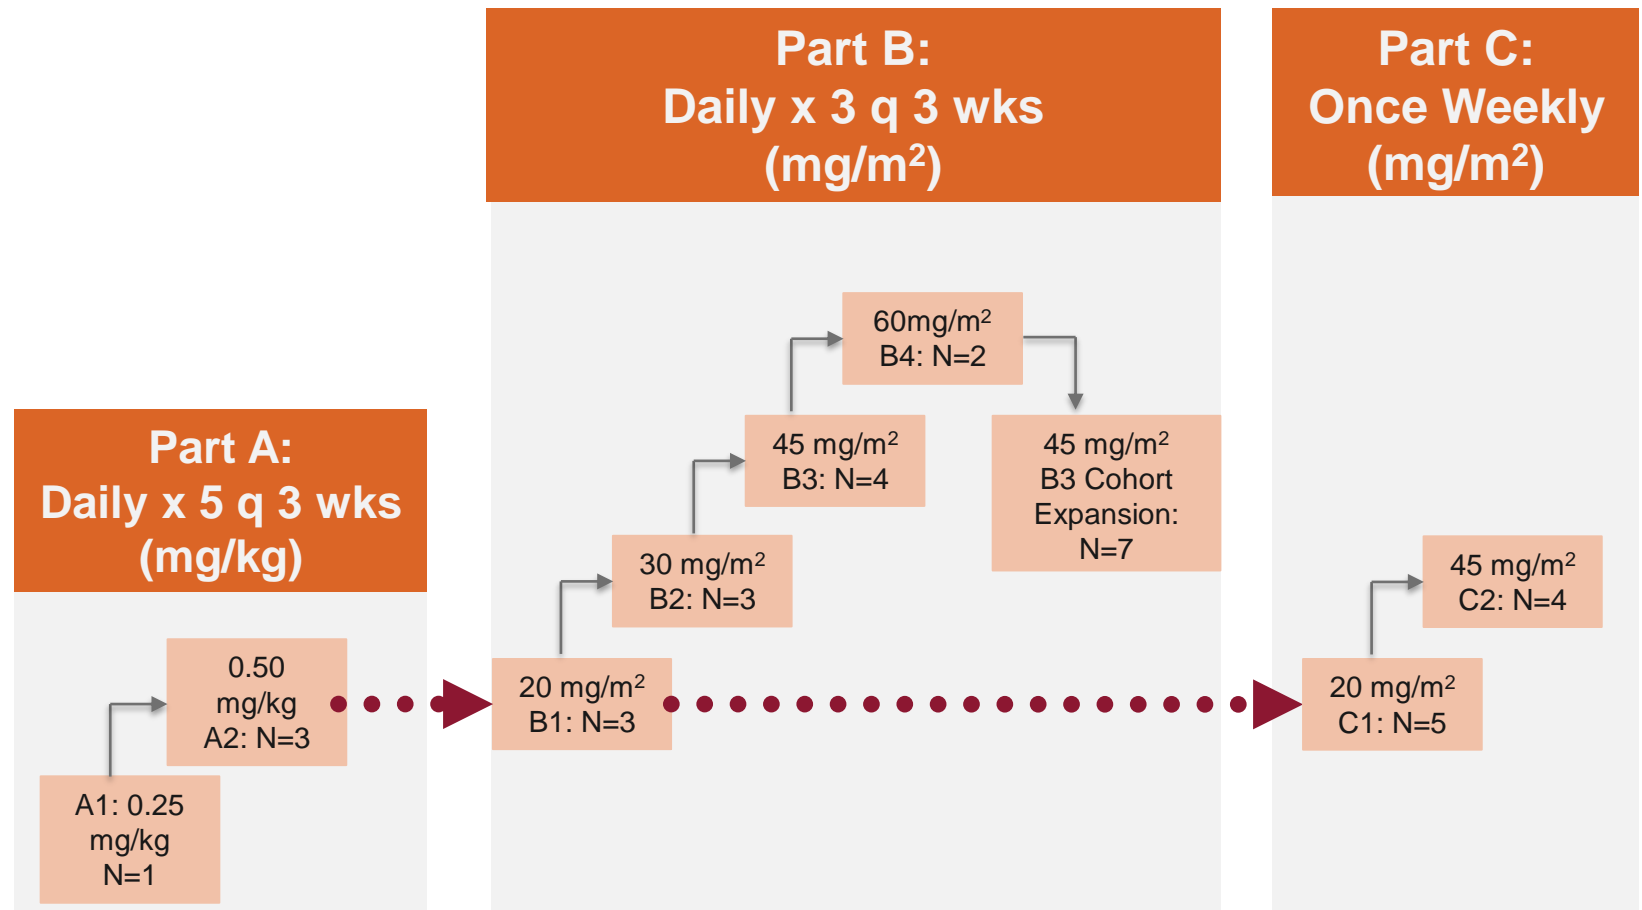 Part A:
Daily x 5 q 3 wks
(mg/kg)
A1: 0.25
mg/kg
N=1
0.50
mg/kg
A2: N=3
Part B:
Daily x 3 q 3 wks
(mg/m²)
20 mg/m²
B1: N=3
30 mg/m²
B2: N=3
45 mg/m²
B3: N=4
60mg/m²
B4: N=2
45 mg/m²
B3 Cohort
Expansion:
N=7
Part C:
Once Weekly
(mg/m²)
20 mg/m²
C1: N=5
45 mg/m²
C2: N=4